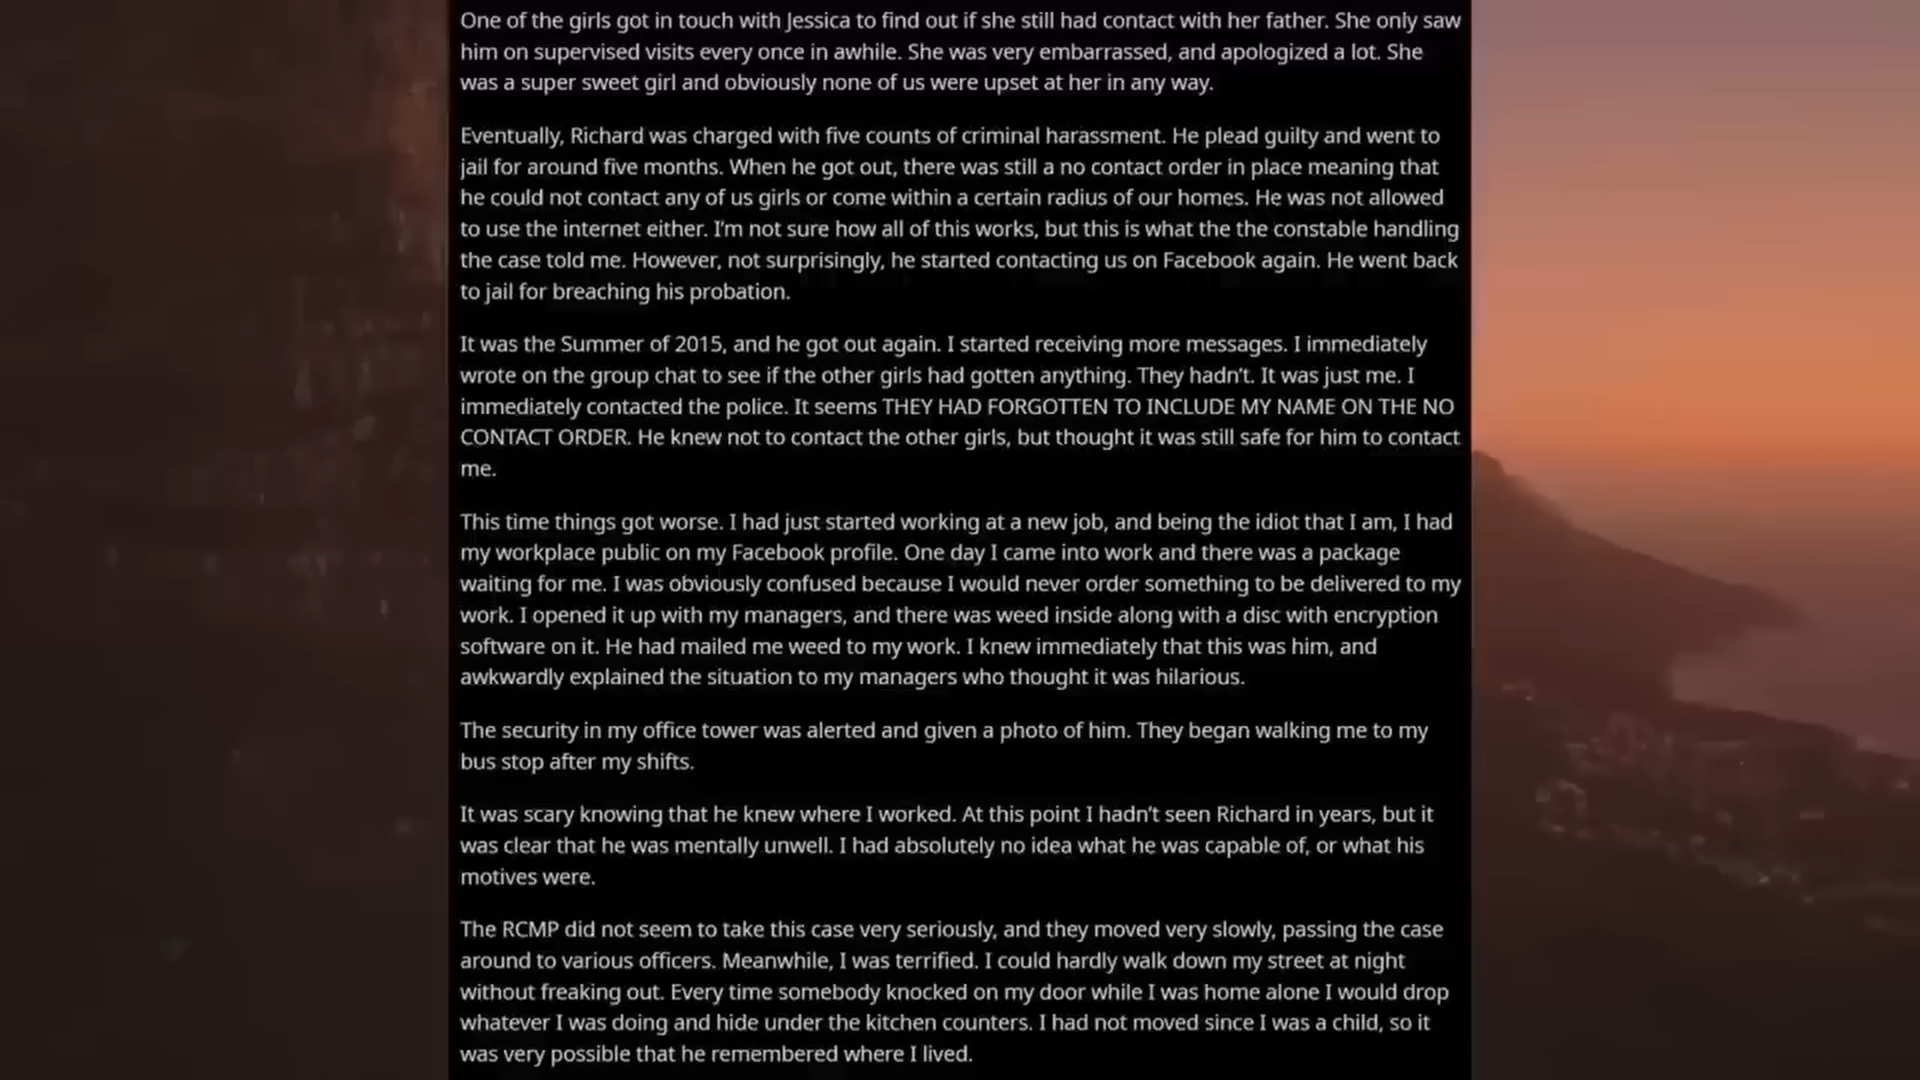 One of the girls got in touch with Jessica to find out if she still had contact with her father. She only saw
him on supervised visits every once in awhile. She was very embarrassed, and apologized a lot. She
was a super sweet girl and obviously none of us were upset at her in any way.
Eventually, Richard was charged with five counts of criminal harassment. He plead guilty and went to
jail for around five months. When he got out, there was still a no contact order in place meaning that
he could not contact any of us girls or come within a certain radius of our homes. He was not allowed
to use the internet either. I'm not sure how all of this works, but this is what the the constable handling
the case told me. However, not surprisingly, he started contacting us on Facebook again. He went back
to jail for breaching his probation.
It was the Summer of 2015, and he got out again. I started receiving more messages. I immediately
wrote on the group chat to see if the other girls had gotten anything. They hadn't. It was just me. I
immediately contacted the police. It seems THEY HAD FORGOTTEN TO INCLUDE MY NAME ON THE NO
CONTACT ORDER. He knew not to contact the other girls, but thought it was still safe for him to contact
me.
This time things got worse. I had just started working at a new job, and being the idiot that I am, I had
my workplace public on my Facebook profile. One day I came into work and there was a package
waiting for me. I was obviously confused because I would never order something to be delivered to my
work. I opened it up with my managers, and there was weed inside along with a disc with encryption
software on it. He had mailed me weed to my work. I knew immediately that this was him, and
awkwardly explained the situation to my managers who thought it was hilarious.
The security in my office tower was alerted and given a photo of him. They began walking me to my
bus stop after my shifts.
It was scary knowing that he knew where I worked. At this point I hadn't seen Richard in years, but it
was clear that he was mentally unwell. I had absolutely no idea what he was capable of, or what his
motives were.
The RCMP did not seem to take this case very seriously, and they moved very slowly, passing the case
around to various officers. Meanwhile, I was terrified. I could hardly walk down my street at night
without freaking out. Every time somebody knocked on my door while I was home alone I would drop
whatever I was doing and hide under the kitchen counters. I had not moved since I was a child, so it
was very possible that he remembered where I lived.